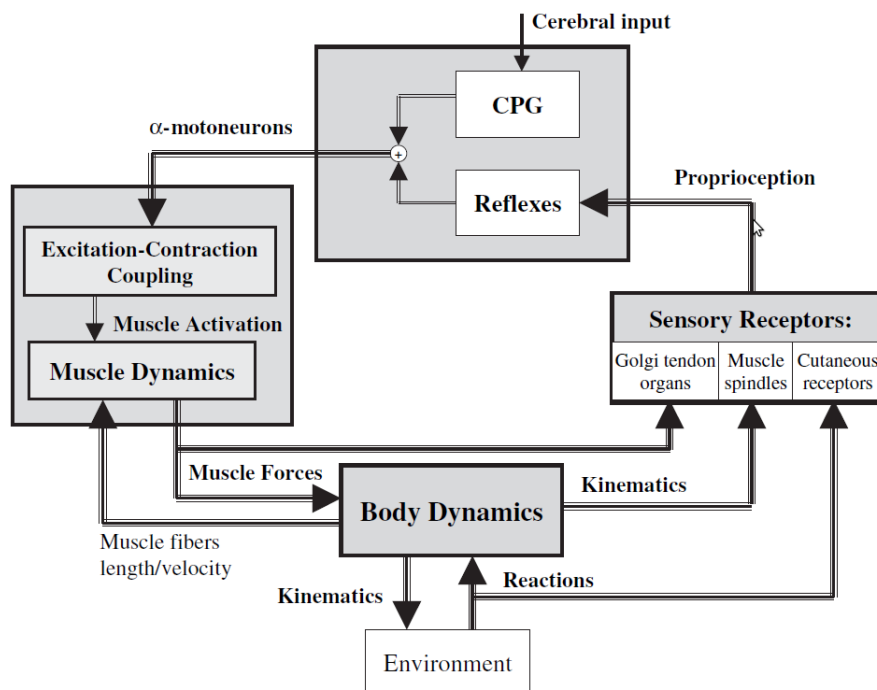 Cerebral input
CPG
α-motoneurons
+
Proprioception
Reflexes
Excitation-Contraction
Coupling
Muscle Activation
Muscle Dynamics
Sensory Receptors:
Golgi tendon
organs
Muscle
spindles
Cutaneous
receptors
Muscle Forces
Body Dynamics
Kinematics
Muscle fibers
length/velocity
Kinematics
Reactions
Environment